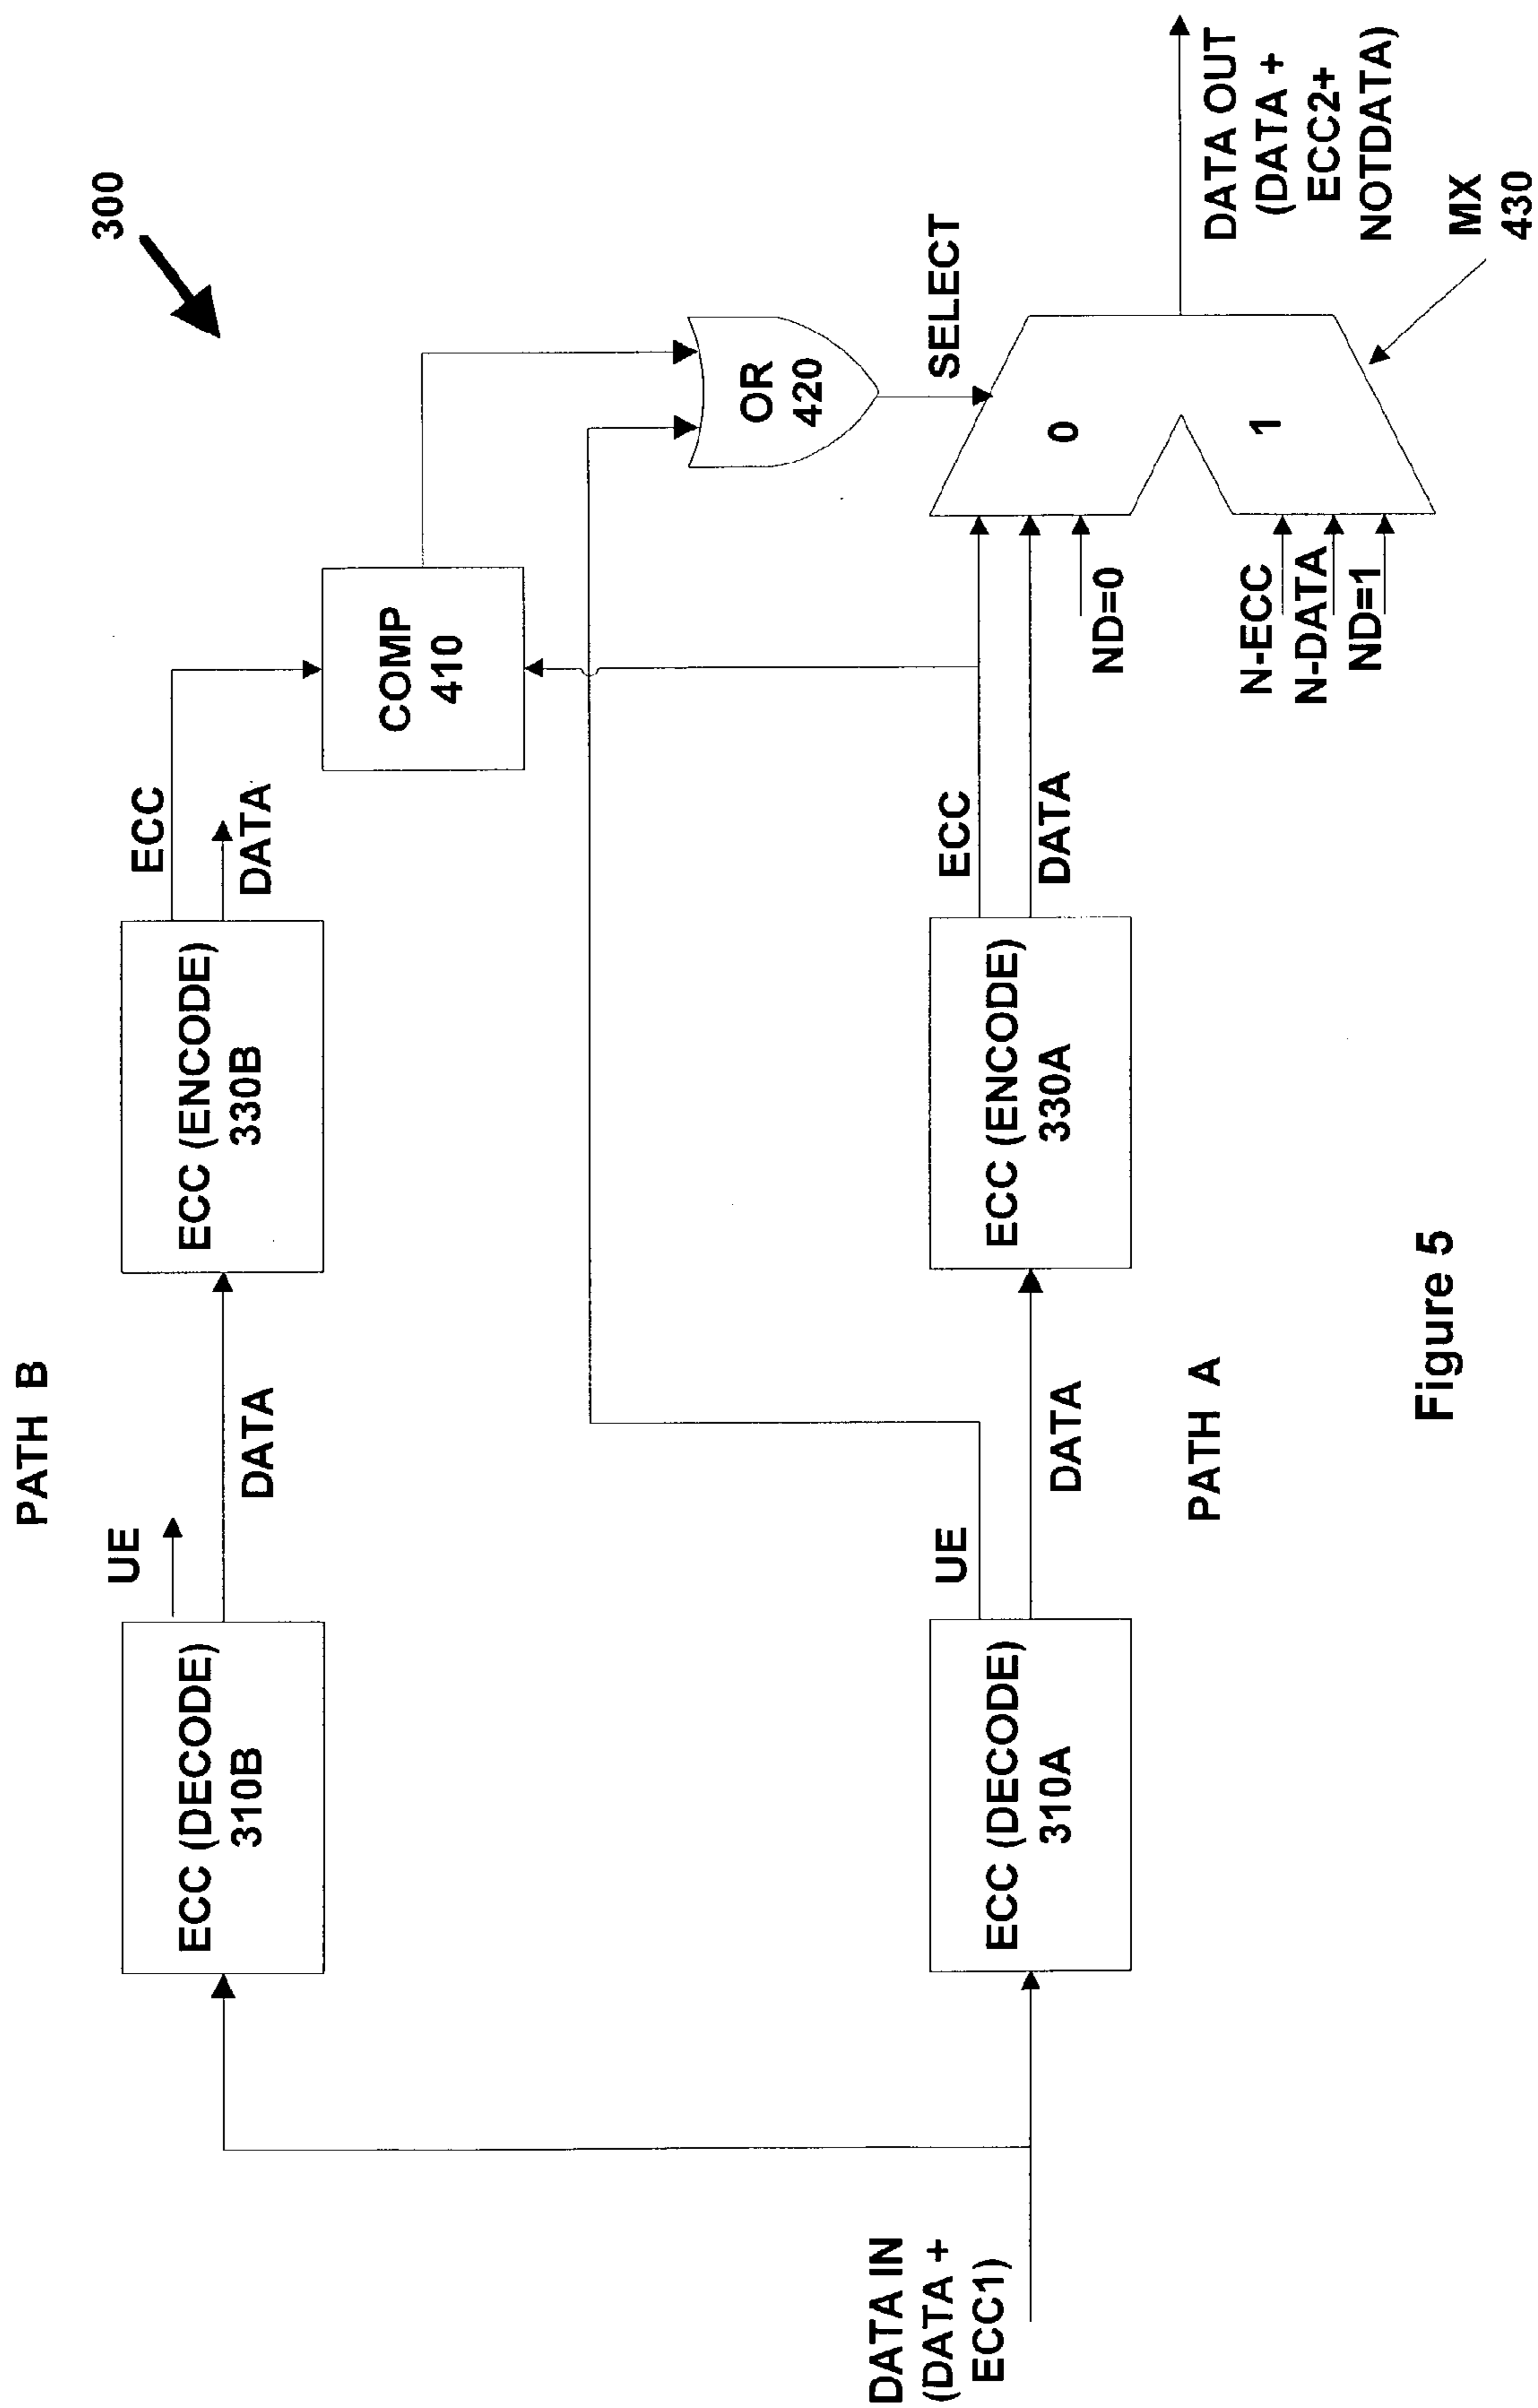 300
PATH B
UE
ECC (DECODE)
310B
DATA
ECC (ENCODE)
330B
ECC
DATA
COMP
410
OR
420
SELECT
DATA IN
(DATA +
ECC1)
ECC (DECODE)
310A
UE
DATA
PATH A
ECC (ENCODE)
330A
ECC
DATA
ND=0
N-ECC
N-DATA
ND=1
0
1
DATA OUT
(DATA +
ECC2+
NOTDATA)
MX
430
Figure 5